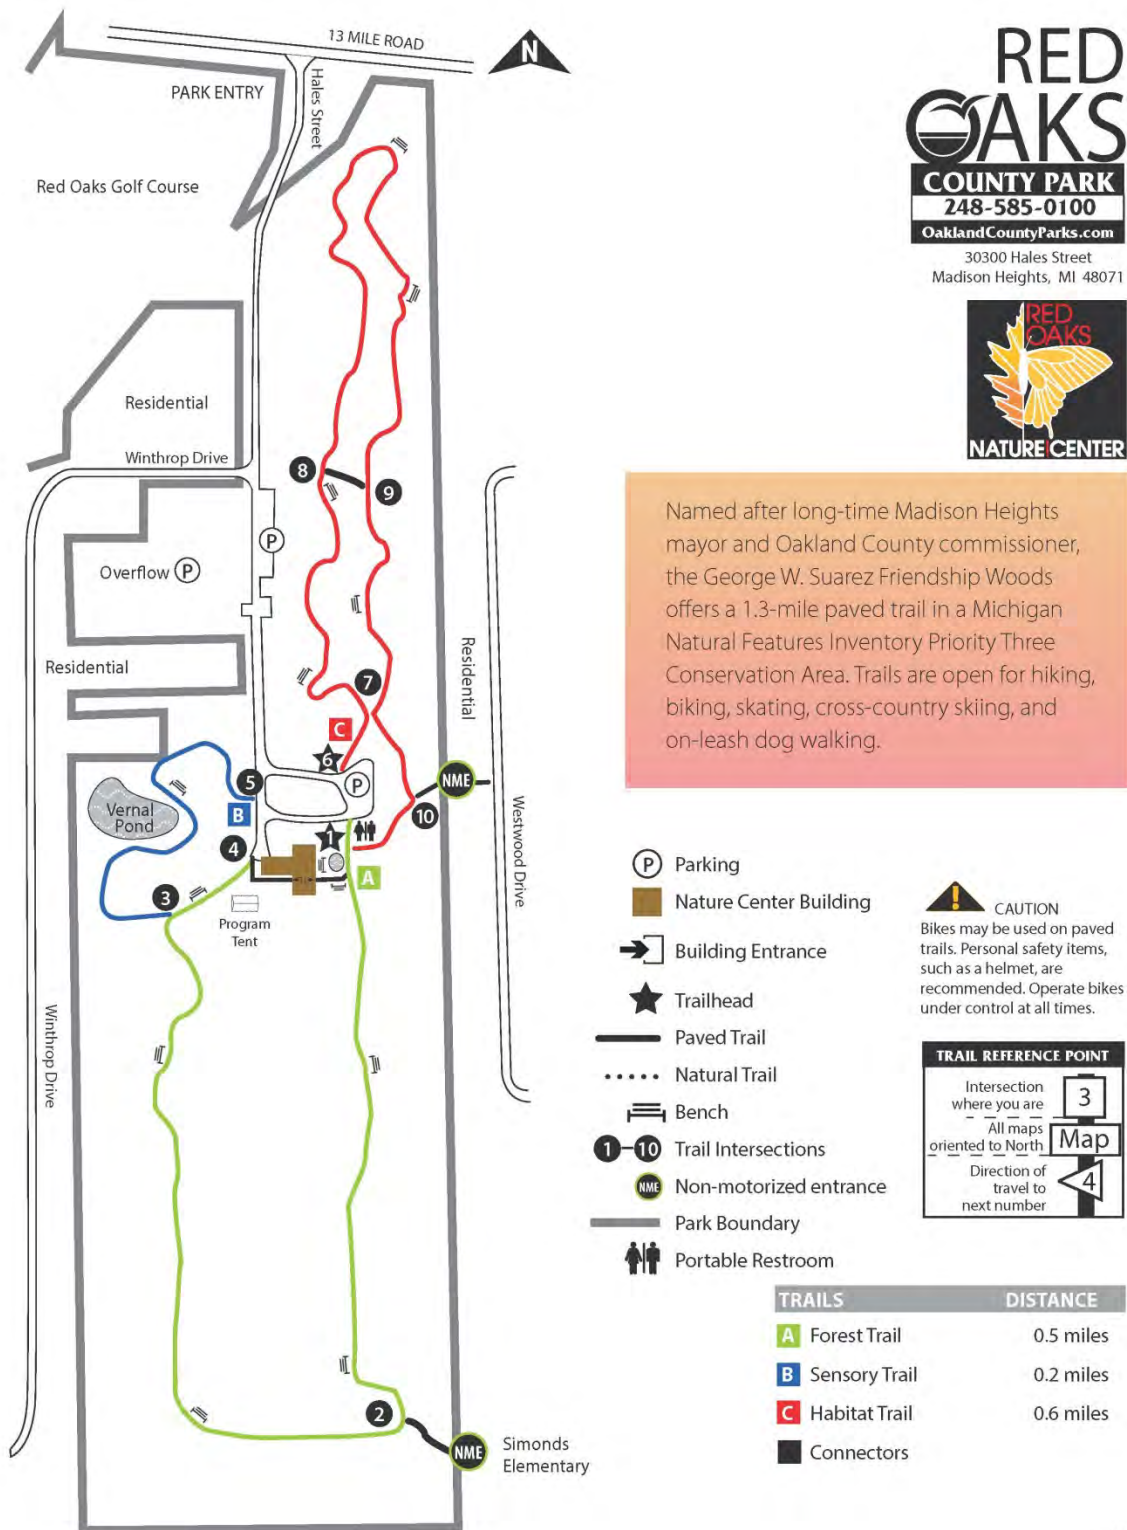 13 MILE ROAD
N
Hales Street
PARK ENTRY
Red Oaks Golf Course
RED
OAKS
COUNTY PARK
248-585-0100
OaklandCountyParks.com
30300 Hales Street
Madison Heights, MI 48071
RED
OAKS
NATURE CENTER
Residential
Winthrop Drive
8
9
P
Overflow P
Residential
Residential
7
C
6
P
5
B
NME
10
Vernal
Pond
4
1
A
3
Program
Tent
Westwood Drive
Winthrop Drive
2
NME
Simonds
Elementary
Named after long-time Madison Heights
mayor and Oakland County commissioner,
the George W. Suarez Friendship Woods
offers a 1.3-mile paved trail in a Michigan
Natural Features Inventory Priority Three
Conservation Area. Trails are open for hiking,
biking, skating, cross-country skiing, and
on-leash dog walking.
P Parking
Nature Center Building
Building Entrance
Trailhead
Paved Trail
Natural Trail
Bench
1-10 Trail Intersections
NME Non-motorized entrance
Park Boundary
Portable Restroom
! CAUTION
Bikes may be used on paved
trails. Personal safety items,
such as a helmet, are
recommended. Operate bikes
under control at all times.
TRAIL REFERENCE POINT
Intersection
where you are
3
All maps
oriented to North
Map
Direction of
travel to
next number
4
TRAILS DISTANCE
A Forest Trail 0.5 miles
B Sensory Trail 0.2 miles
C Habitat Trail 0.6 miles
Connectors